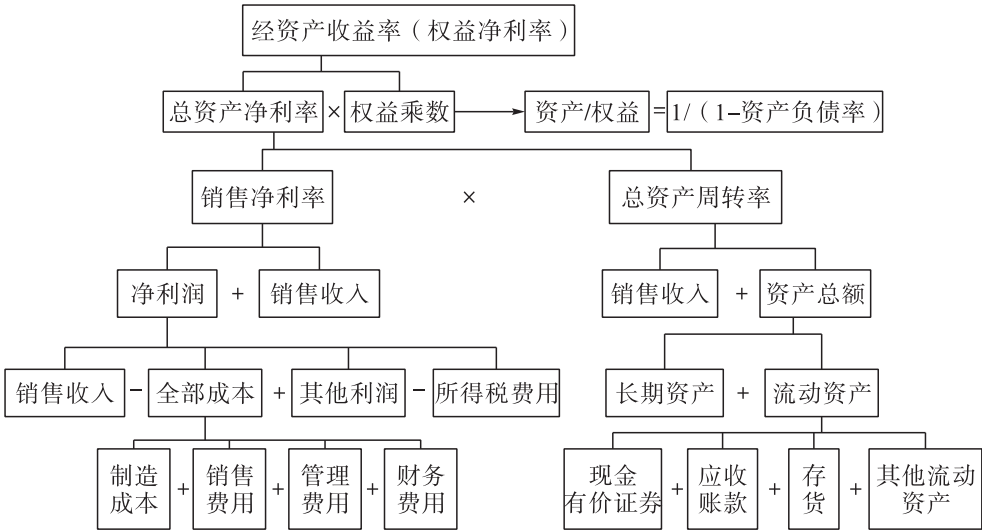 经资产收益率（权益净利率）
总资产净利率×权益乘数 资产/权益=1/（1-资产负债率）
销售净利率 × 总资产周转率
净利润 + 销售收入 销售收入 + 资产总额
销售收入 - 全部成本 + 其他利润 - 所得税费用 长期资产 + 流动资产
制造 销售 管理 财务 现金 应收 存 其他流动
成本 + 费用 + 费用 + 费用 有价证券 + 账款 + 货 + 资产